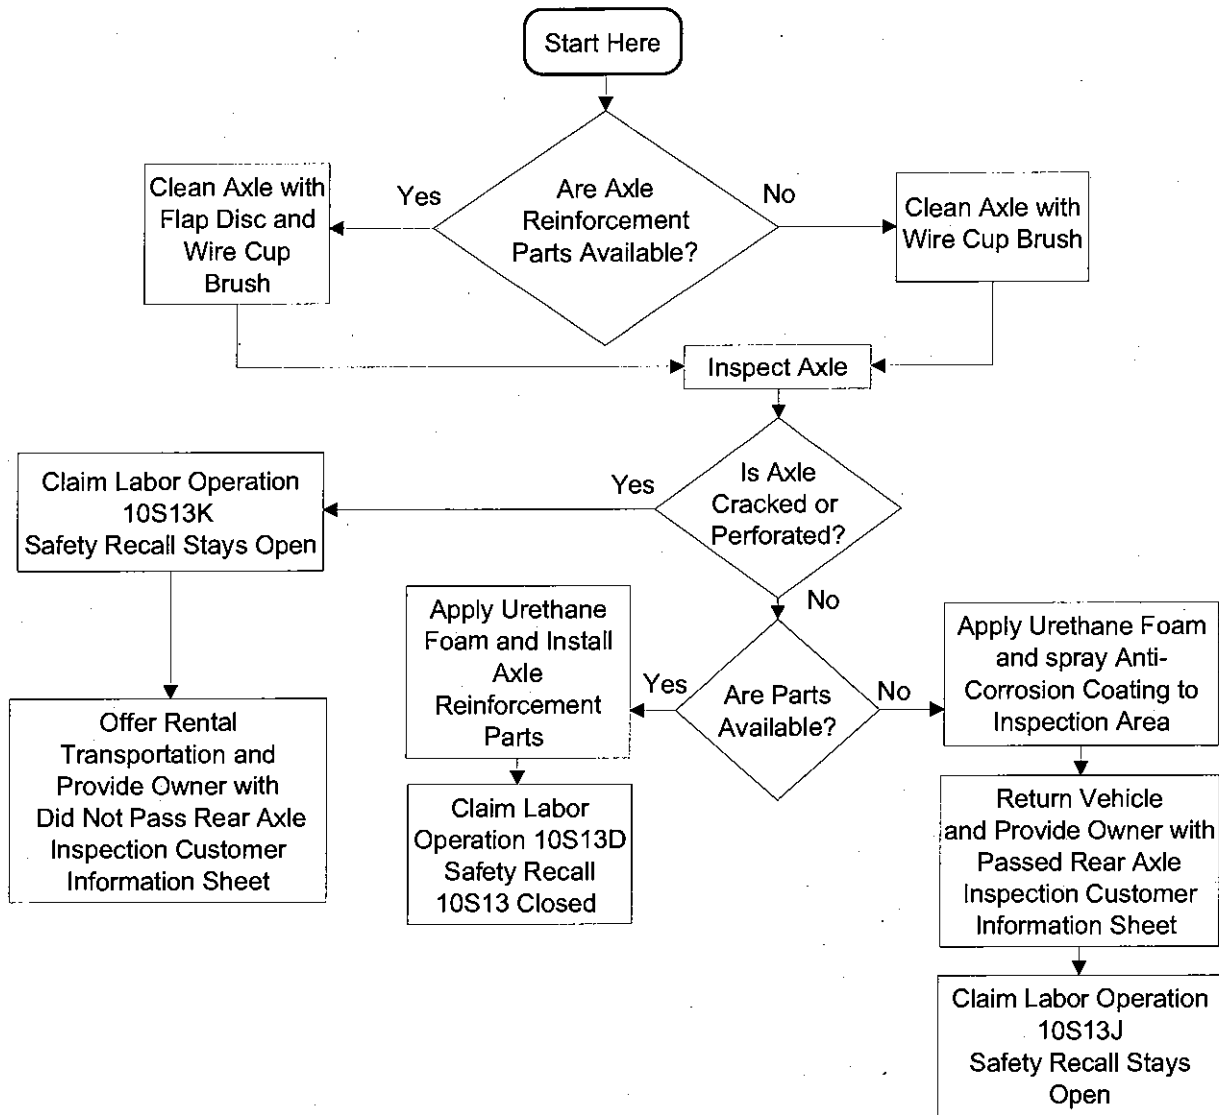 Start Here
Are Axle
Reinforcement
Parts Available?
Yes
No
Clean Axle with
Flap Disc and
Wire Cup
Brush
Clean Axle with
Wire Cup Brush
Inspect Axle
Is Axle
Cracked or
Perforated?
Yes
No
Claim Labor Operation
10S13K
Safety Recall Stays Open
Offer Rental
Transportation and
Provide Owner with
Did Not Pass Rear Axle
Inspection Customer
Information Sheet
Are Parts
Available?
Yes
No
Apply Urethane
Foam and Install
Axle
Reinforcement
Parts
Claim Labor
Operation 10S13D
Safety Recall
10S13 Closed
Apply Urethane Foam
and spray Anti-
Corrosion Coating to
Inspection Area
Return Vehicle
and Provide Owner with
Passed Rear Axle
Inspection Customer
Information Sheet
Claim Labor Operation
10S13J
Safety Recall Stays
Open